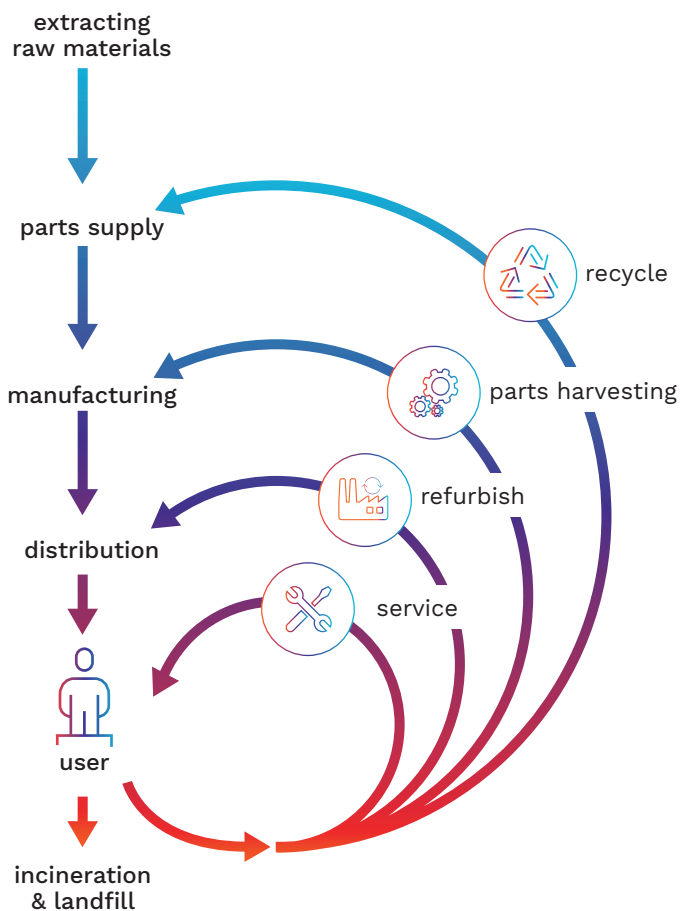 extracting
raw materials
parts supply
recycle
manufacturing
parts harvesting
refurbish
distribution
service
user
incineration
& landfill